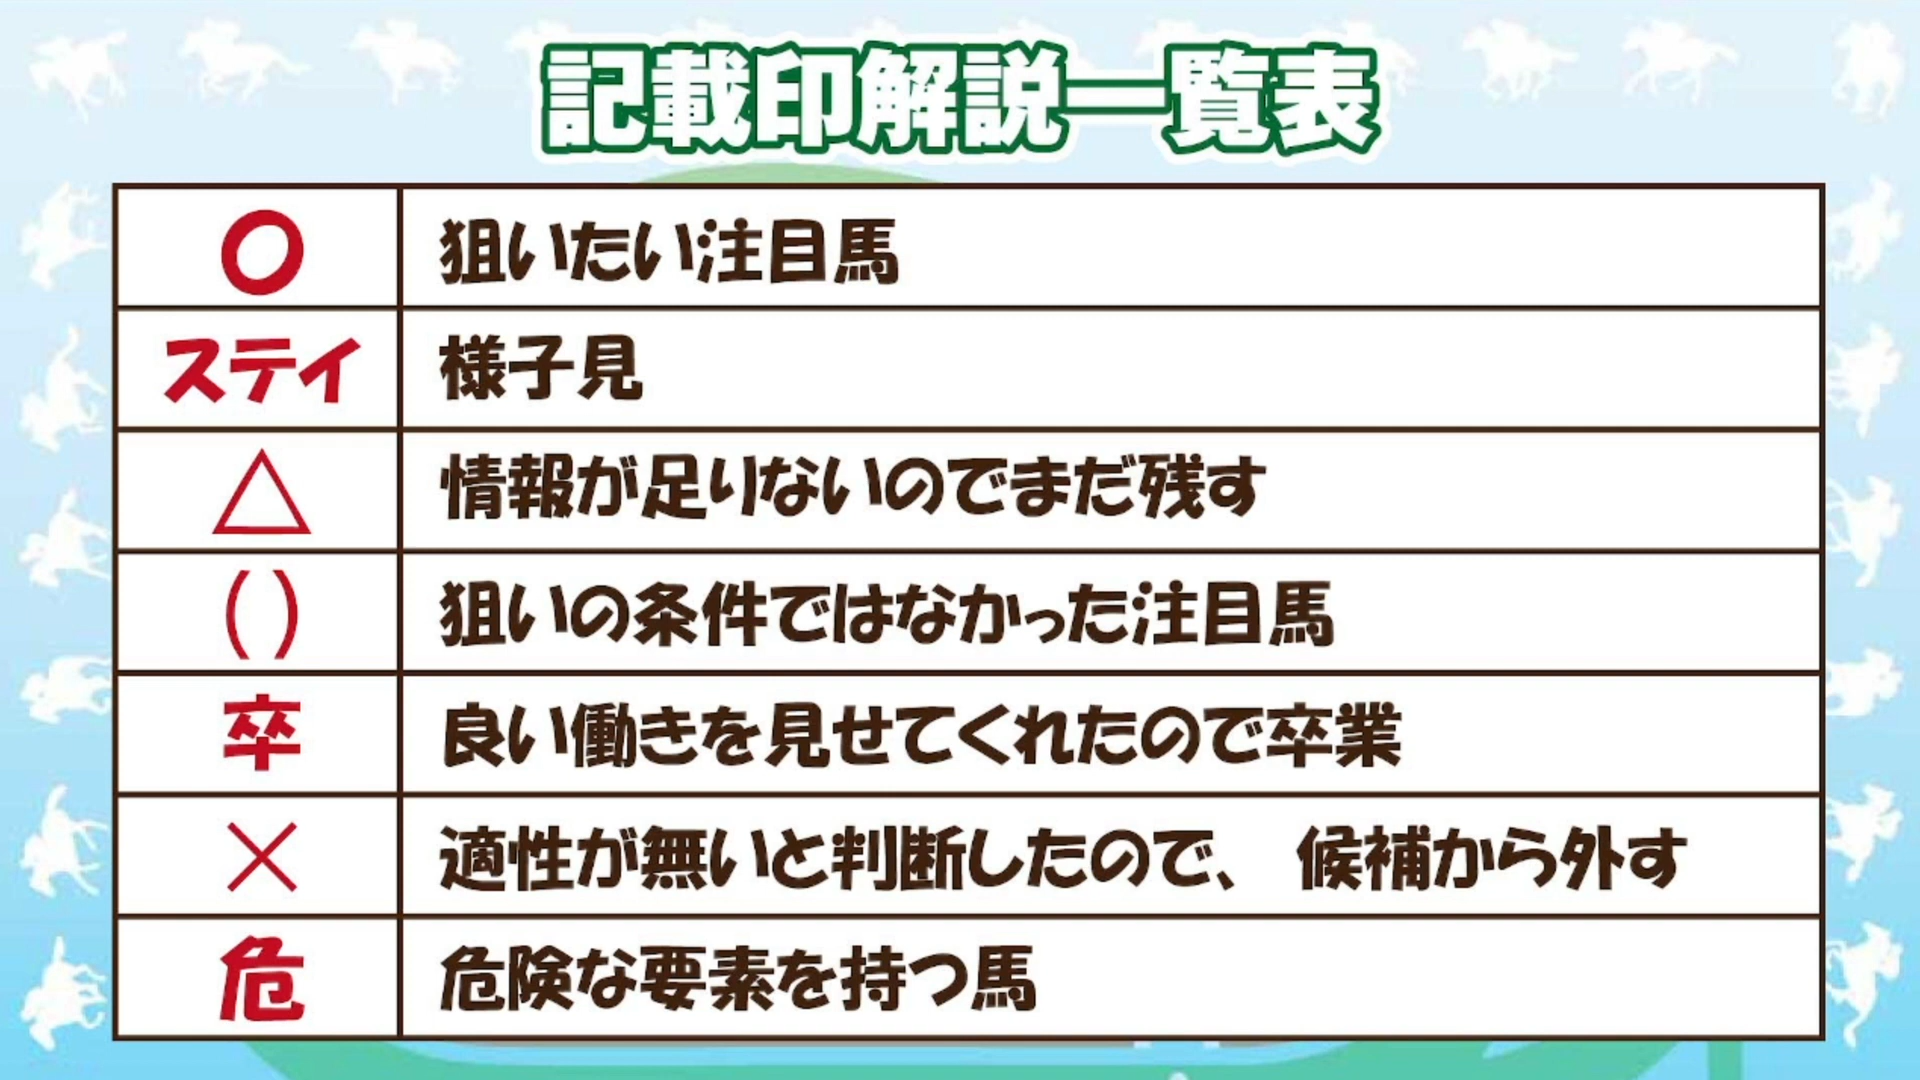 記載印解説一覧表
〇 狙いたい注目馬
ステイ 様子見
△ 情報が足りないのでまだ残す
( ) 狙いの条件ではなかった注目馬
卒 良い働きを見せてくれたので卒業
× 適性が無いと判断したので、 候補から外す
危 危険な要素を持つ馬